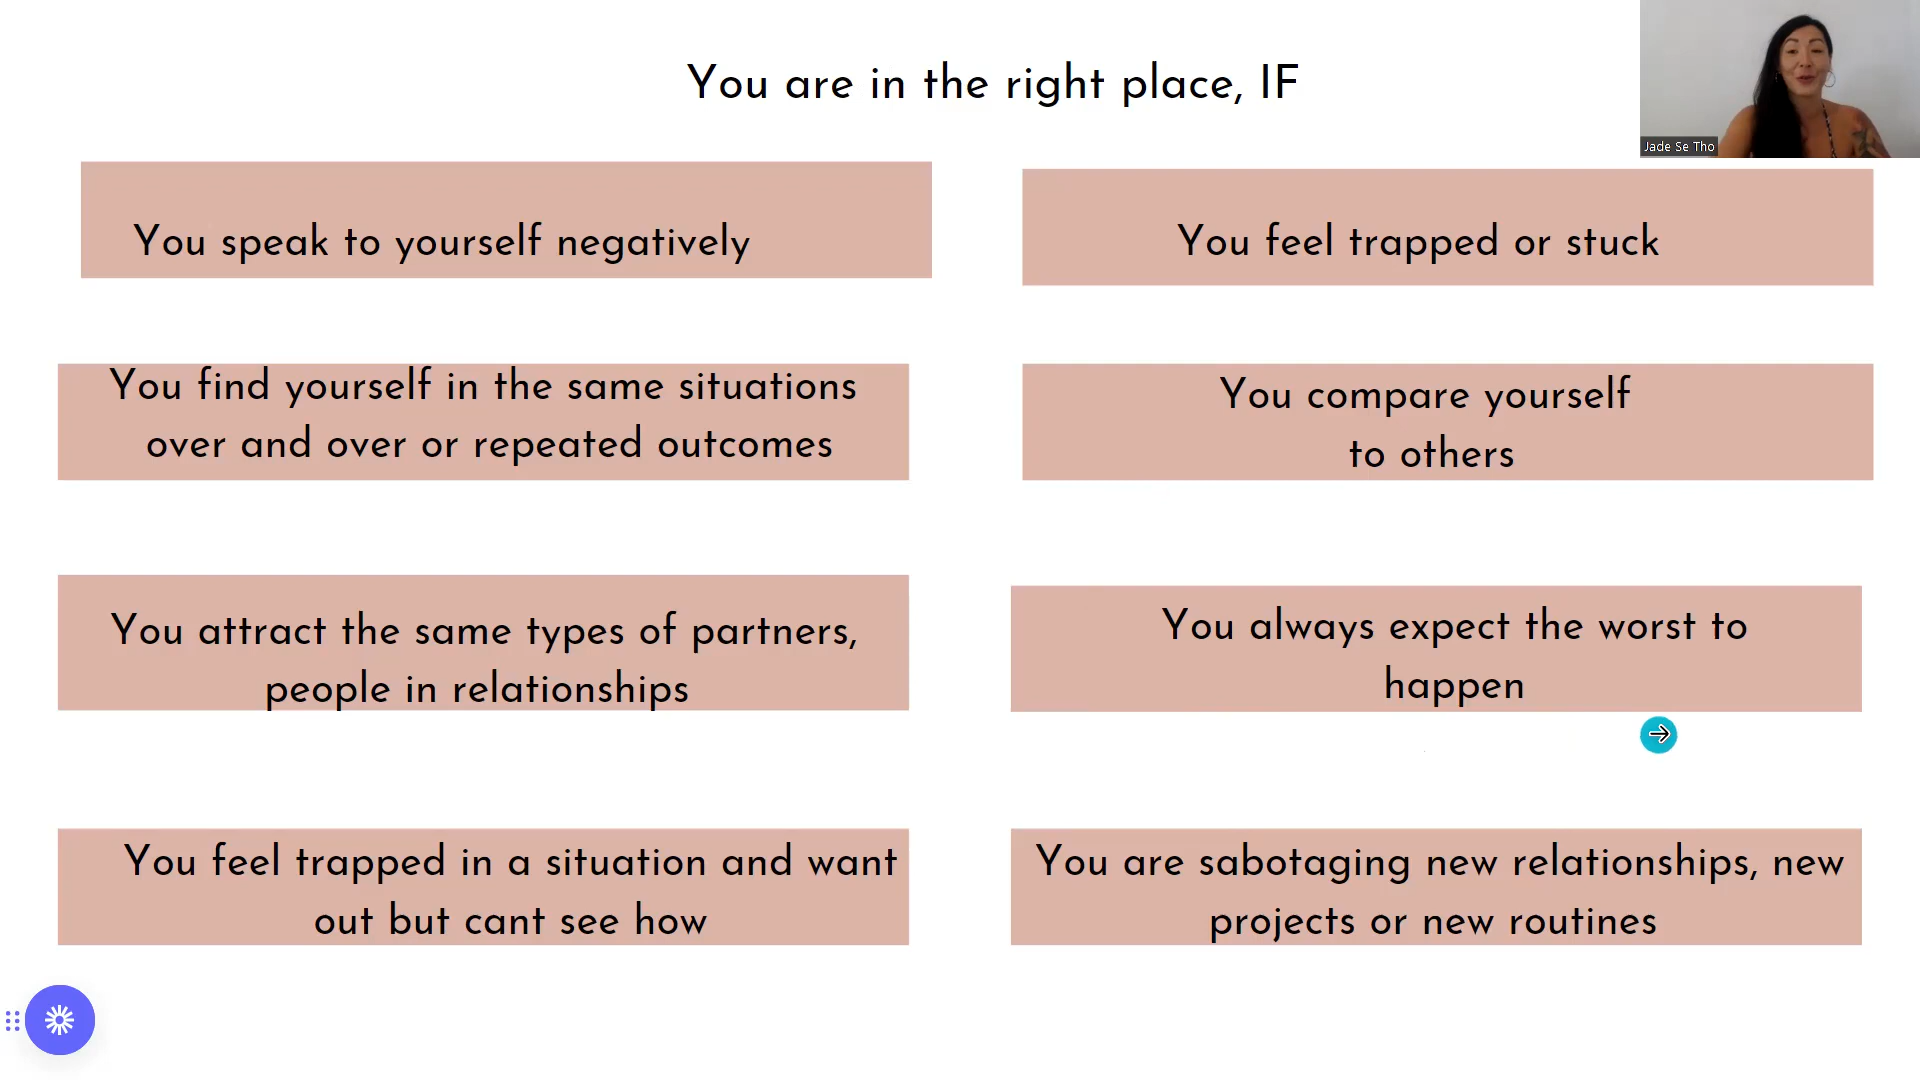 You are in the right place, IF
Jade Se Tho
You speak to yourself negatively
You feel trapped or stuck
You find yourself in the same situations
over and over or repeated outcomes
You compare yourself
to others
You attract the same types of partners,
people in relationships
You always expect the worst to
happen
You feel trapped in a situation and want
out but cant see how
You are sabotaging new relationships, new
projects or new routines